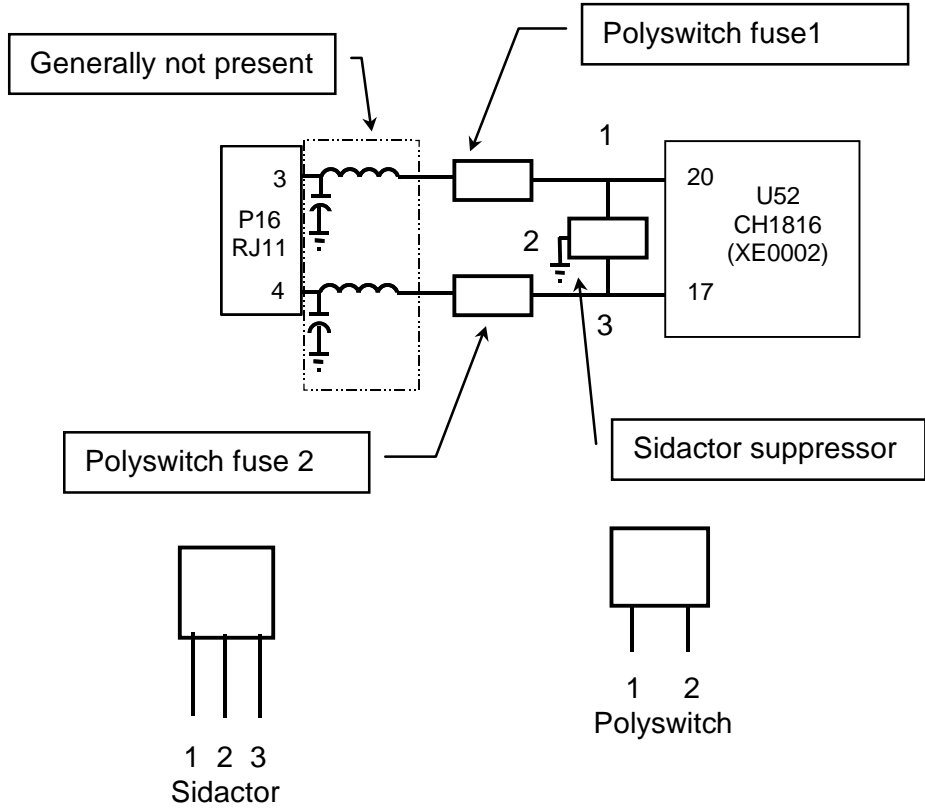 Polyswitch fuse1
Generally not present
1
3
20
P16
RJ11
U52
CH1816
(XE0002)
2
4
17
3
Polyswitch fuse 2
Sidactor suppressor
1 2 3
Sidactor
1 2
Polyswitch